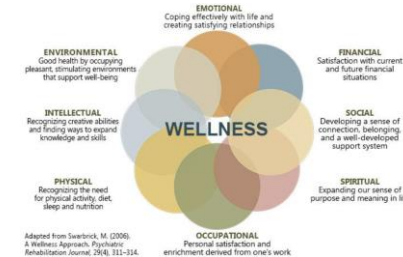 EMOTIONAL
Coping effectively with life and
creating satisfying relationships
ENVIRONMENTAL
Good health by occupying
pleasant, stimulating environments
that support well-being
FINANCIAL
Satisfaction with current
and future financial
situations
INTELLECTUAL
Recognizing creative abilities
and finding ways to expand
knowledge and skills
WELLNESS
SOCIAL
Developing a sense of
connection, belonging,
and a well-developed
support system
PHYSICAL
Recognizing the need
for physical activity, diet,
sleep and nutrition
SPIRITUAL
Expanding our sense of
purpose and meaning in li
OCCUPATIONAL
Personal satisfaction and
enrichment derived from one's work
Adapted from Swarbrick, M. (2006).
A Wellness Approach. Psychiatric
Rehabilitation Journal, 29(4), 311–314.